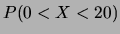 P(0 < X < 20)